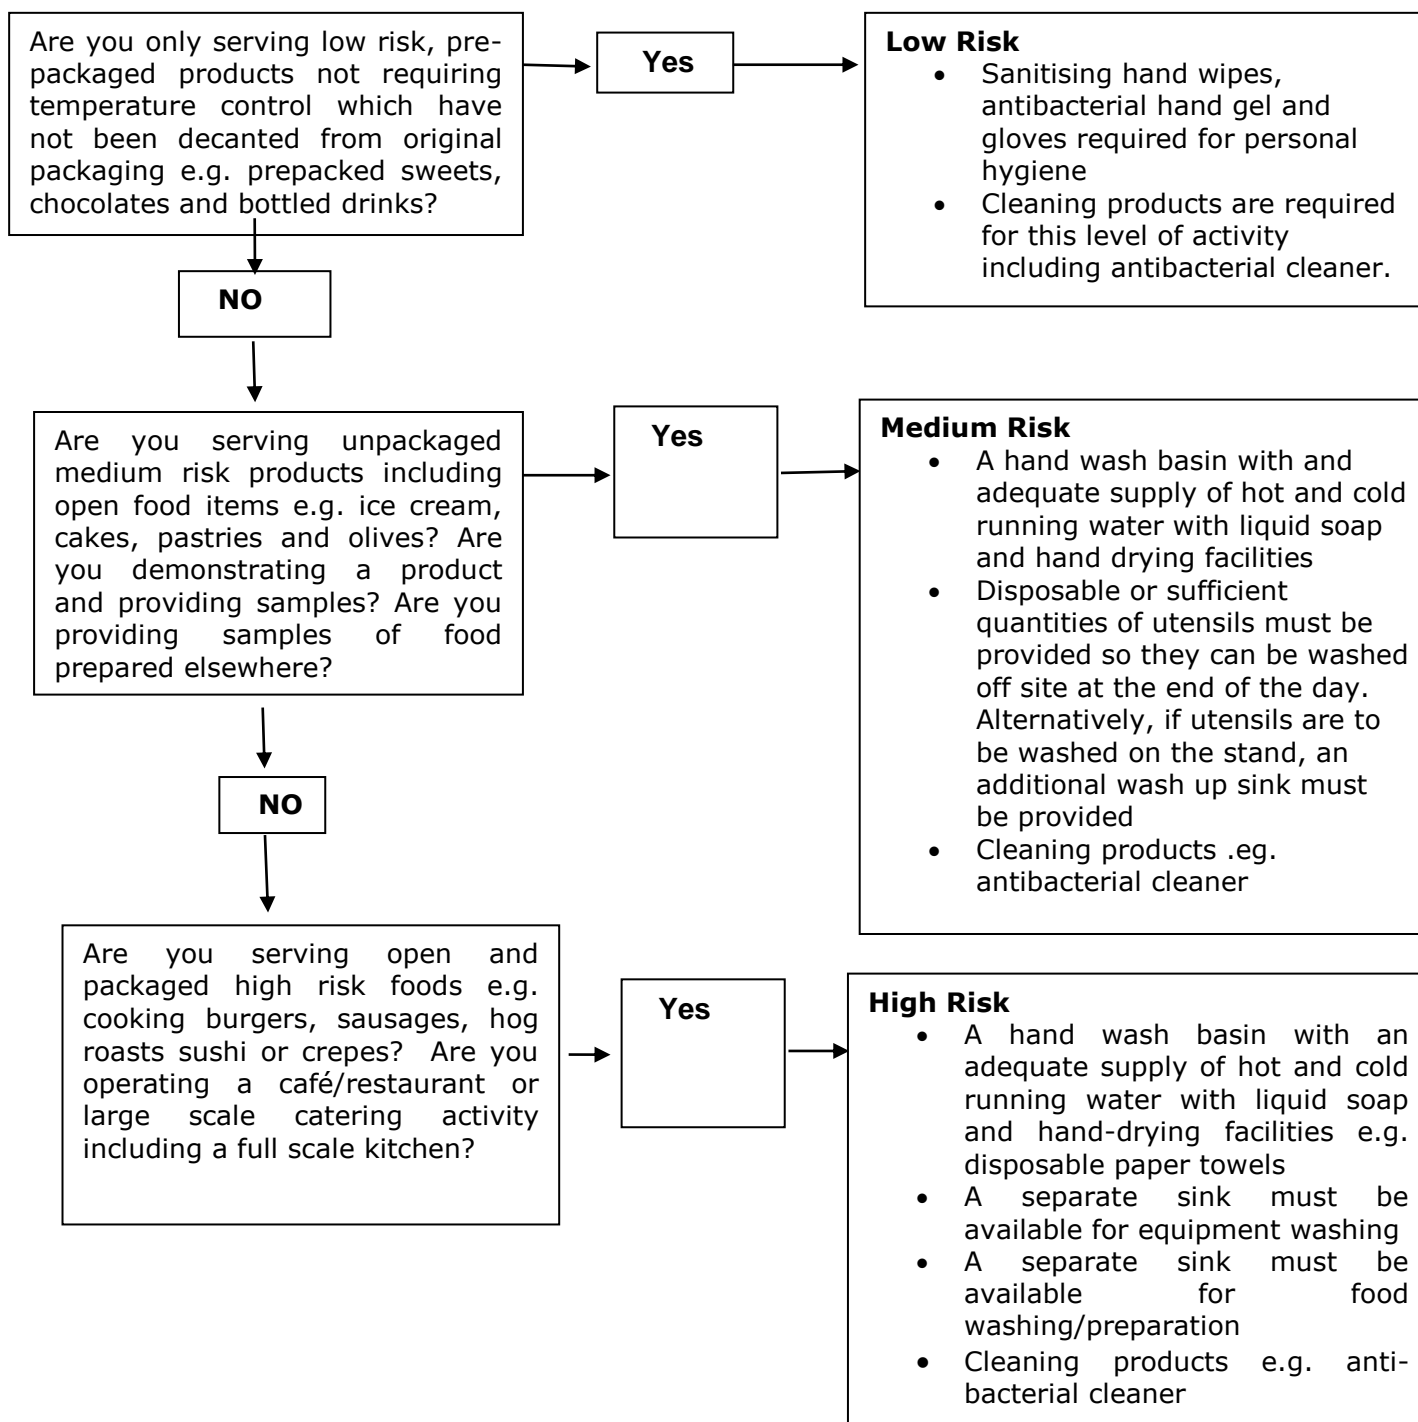 Are you only serving low risk, pre-
packaged products not requiring
temperature control which have
not been decanted from original
packaging e.g. prepacked sweets,
chocolates and bottled drinks?
Yes
Low Risk
• Sanitising hand wipes,
antibacterial hand gel and
gloves required for personal
hygiene
• Cleaning products are required
for this level of activity
including antibacterial cleaner.
NO
Are you serving unpackaged
medium risk products including
open food items e.g. ice cream,
cakes, pastries and olives? Are
you demonstrating a product
and providing samples? Are you
providing samples of food
prepared elsewhere?
Yes
Medium Risk
• A hand wash basin with and
adequate supply of hot and cold
running water with liquid soap
and hand drying facilities
• Disposable or sufficient
quantities of utensils must be
provided so they can be washed
off site at the end of the day.
Alternatively, if utensils are to
be washed on the stand, an
additional wash up sink must
be provided
• Cleaning products .eg.
antibacterial cleaner
NO
Are you serving open and
packaged high risk foods e.g.
cooking burgers, sausages, hog
roasts sushi or crepes? Are you
operating a café/restaurant or
large scale catering activity
including a full scale kitchen?
Yes
High Risk
• A hand wash basin with an
adequate supply of hot and cold
running water with liquid soap
and hand-drying facilities e.g.
disposable paper towels
• A separate sink must be
available for equipment washing
• A separate sink must be
available for food
washing/preparation
• Cleaning products e.g. anti-
bacterial cleaner